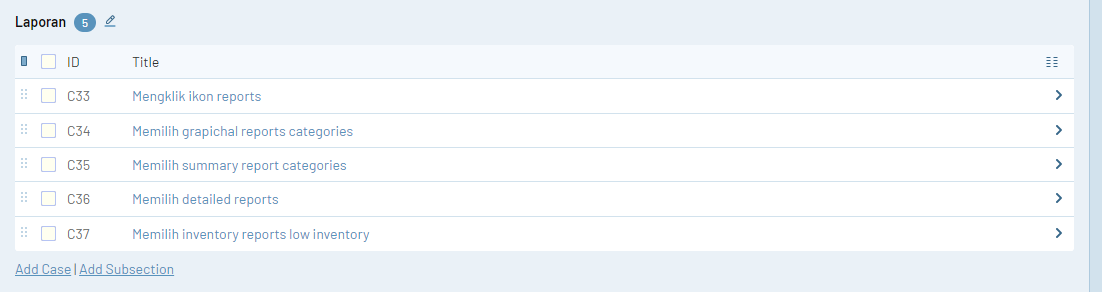 Laporan 5
ID Title
C33 Mengklik ikon reports
C34 Memilih grapichal reports categories
C35 Memilih summary report categories
C36 Memilih detailed reports
C37 Memilih inventory reports low inventory
Add Case | Add Subsection